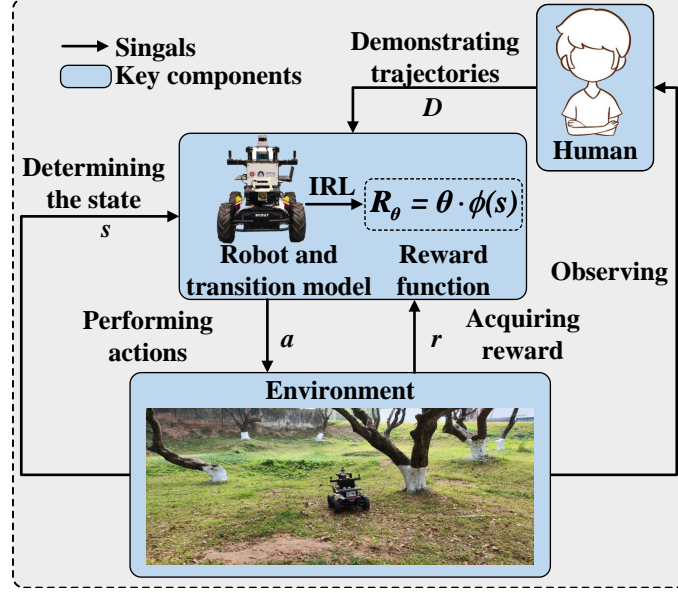 Singals
Key components
Demonstrating
trajectories
D
Human
Determining
the state
s
SCOUT
IRL
R_θ = θ · ϕ(s)
Robot and
transition model
Reward
function
Observing
Performing
actions
a
r
Acquiring
reward
Environment